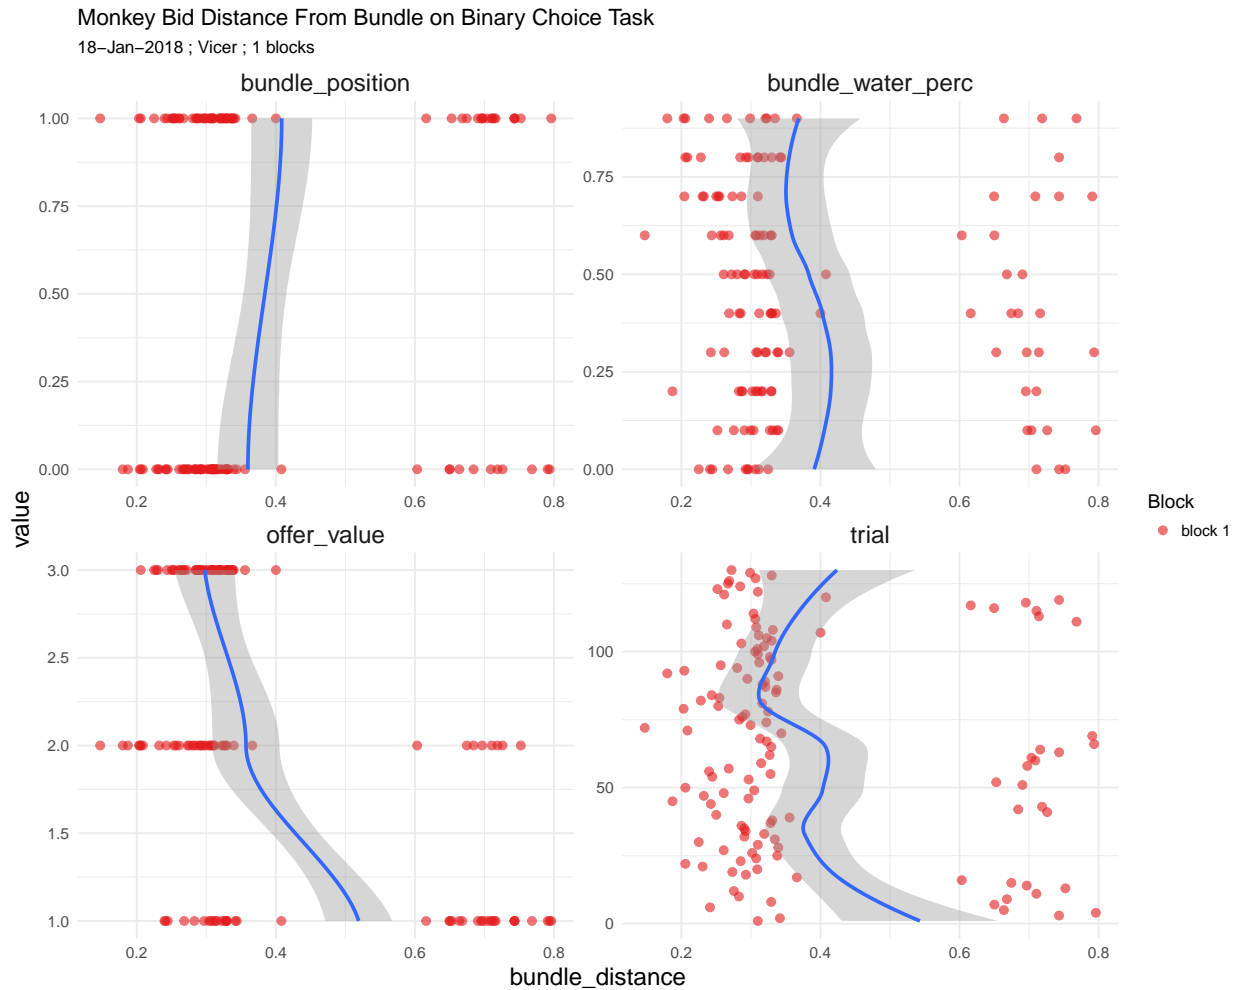 Monkey Bid Distance From Bundle on Binary Choice Task
18−Jan−2018 ; Vicer ; 1 blocks
bundle_position
bundle_water_perc
1.00
0.75
0.50
0.25
0.00
0.2 0.4 0.6 0.8
0.75
0.50
0.25
0.00
0.2 0.4 0.6 0.8
value
offer_value
trial
3.0
2.5
2.0
1.5
1.0
0.2 0.4 0.6 0.8
100
50
0
0.2 0.4 0.6 0.8
bundle_distance
Block
block 1